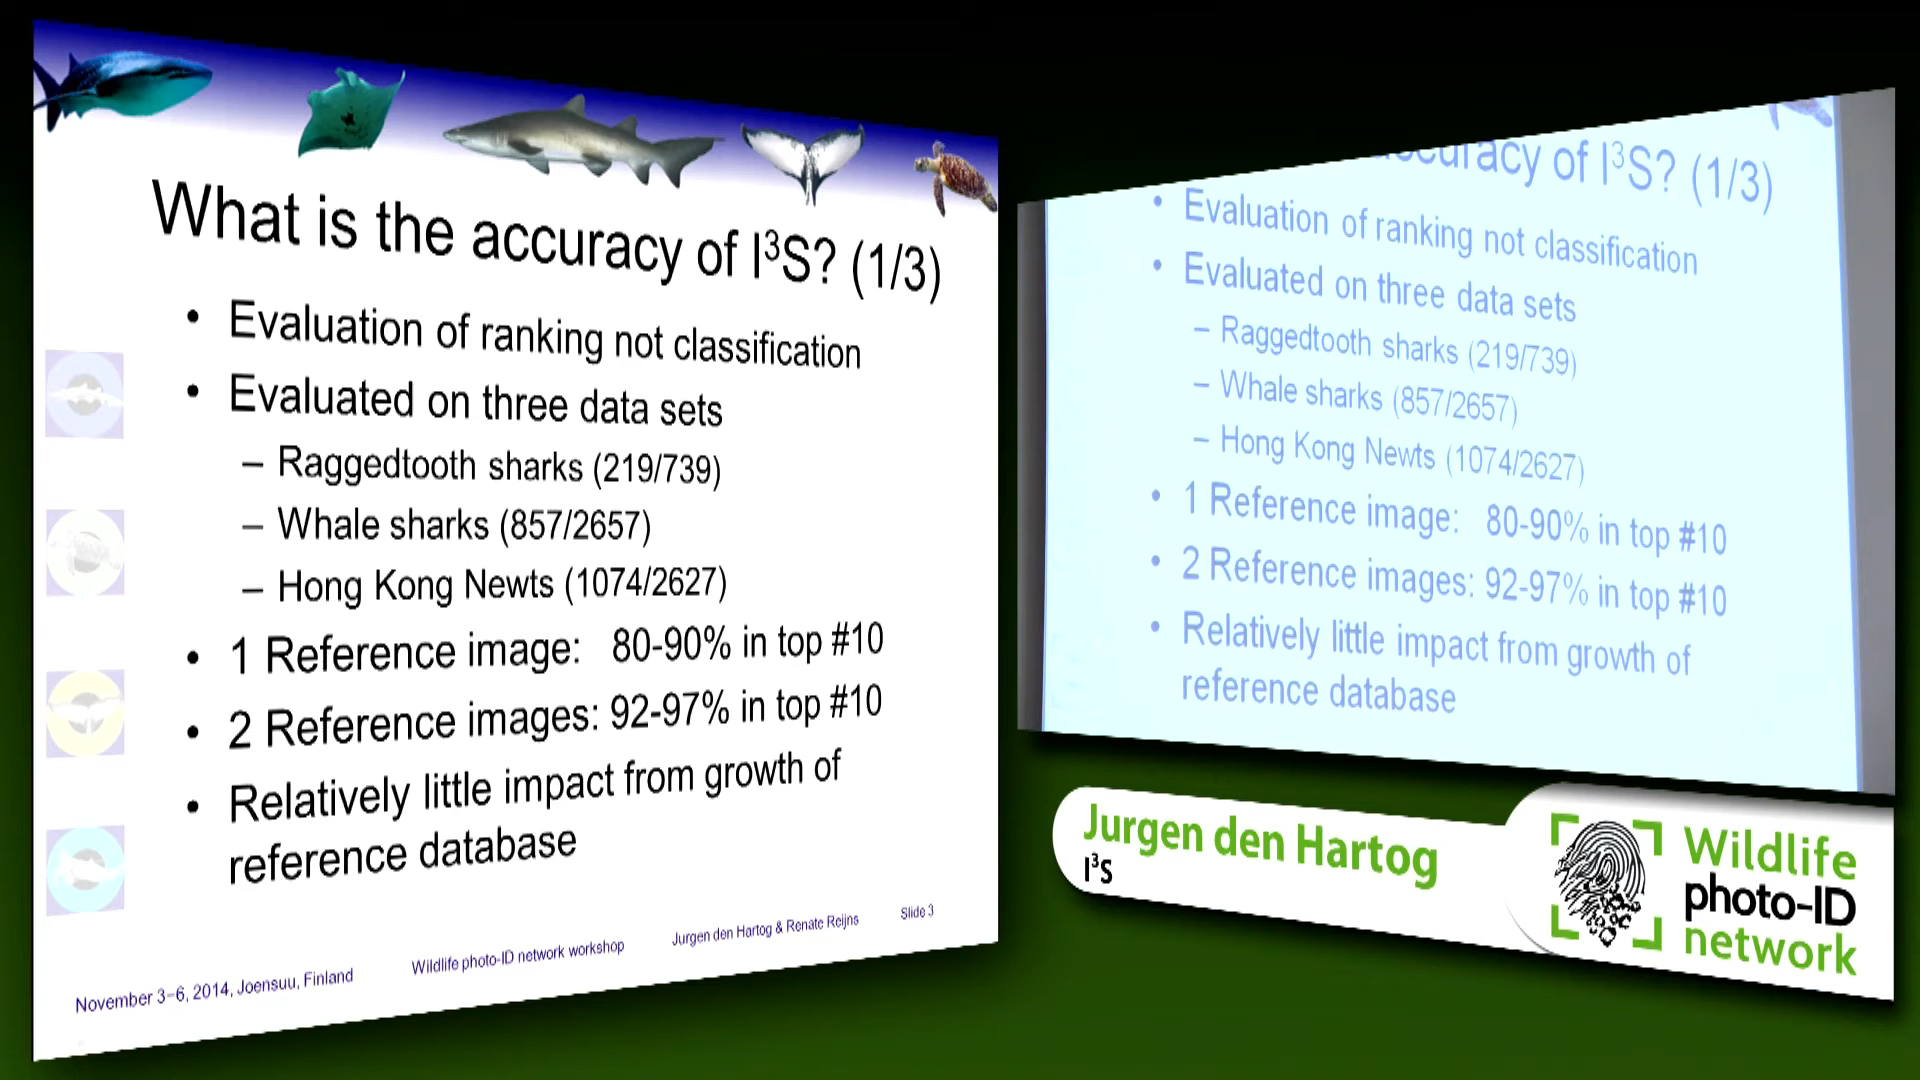 What is the accuracy of I³S? (1/3)
• Evaluation of ranking not classification
• Evaluated on three data sets
– Raggedtooth sharks (219/739)
– Whale sharks (857/2657)
– Hong Kong Newts (1074/2627)
• 1 Reference image: 80-90% in top #10
• 2 Reference images: 92-97% in top #10
• Relatively little impact from growth of
reference database
November 3-6, 2014, Joensuu, Finland
Wildlife photo-ID network workshop
Jurgen den Hartog & Renate Reijns
Slide 3
accuracy of I³S? (1/3)
• Evaluation of ranking not classification
• Evaluated on three data sets
– Raggedtooth sharks (219/739)
– Whale sharks (857/2657)
– Hong Kong Newts (1074/2627)
• 1 Reference image: 80-90% in top #10
• 2 Reference images: 92-97% in top #10
• Relatively little impact from growth of
reference database
Jurgen den Hartog
I³S
Wildlife
photo-ID
network